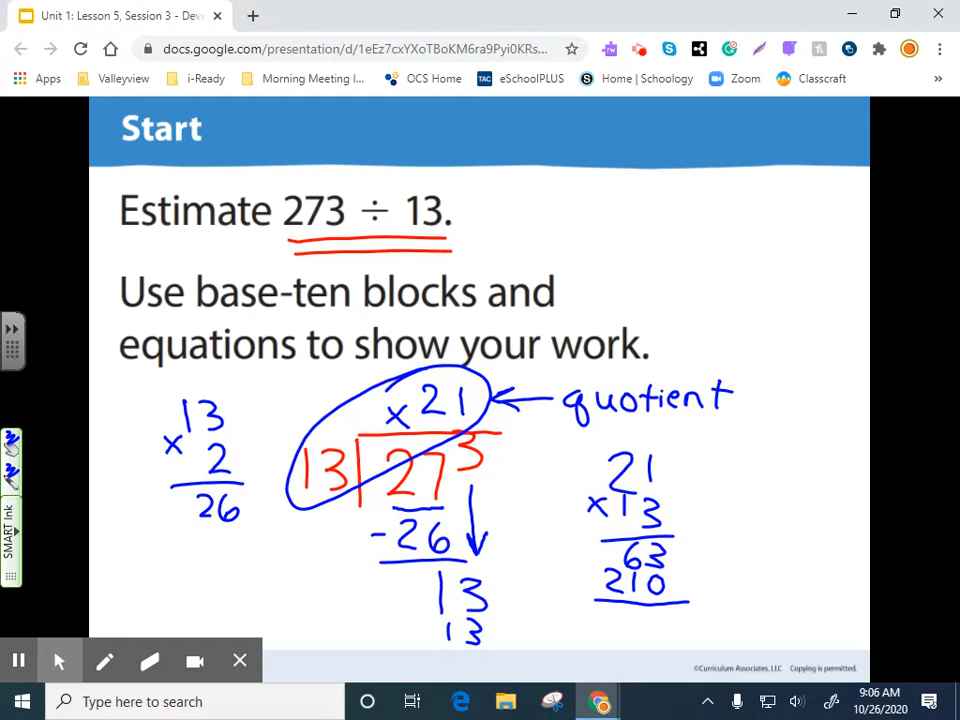 Unit 1: Lesson 5, Session 3 - Deve
docs.google.com/presentation/d/1eEz7cxYXoTBoKM6ra9Pyi0KRs...
Apps Valleyview i-Ready Morning Meeting I... OCS Home TAC eSchoolPLUS S Home | Schoology Zoom Classcraft »
Start
Estimate 273 ÷ 13.
Use base-ten blocks and
equations to show your work.
x 21 ← quotient
13
x 2
26
13 273
-26
13
13
21
x 13
63
210
SMART Ink
©Curriculum Associates, LLC Copying is permitted.
Type here to search
9:06 AM
10/26/2020